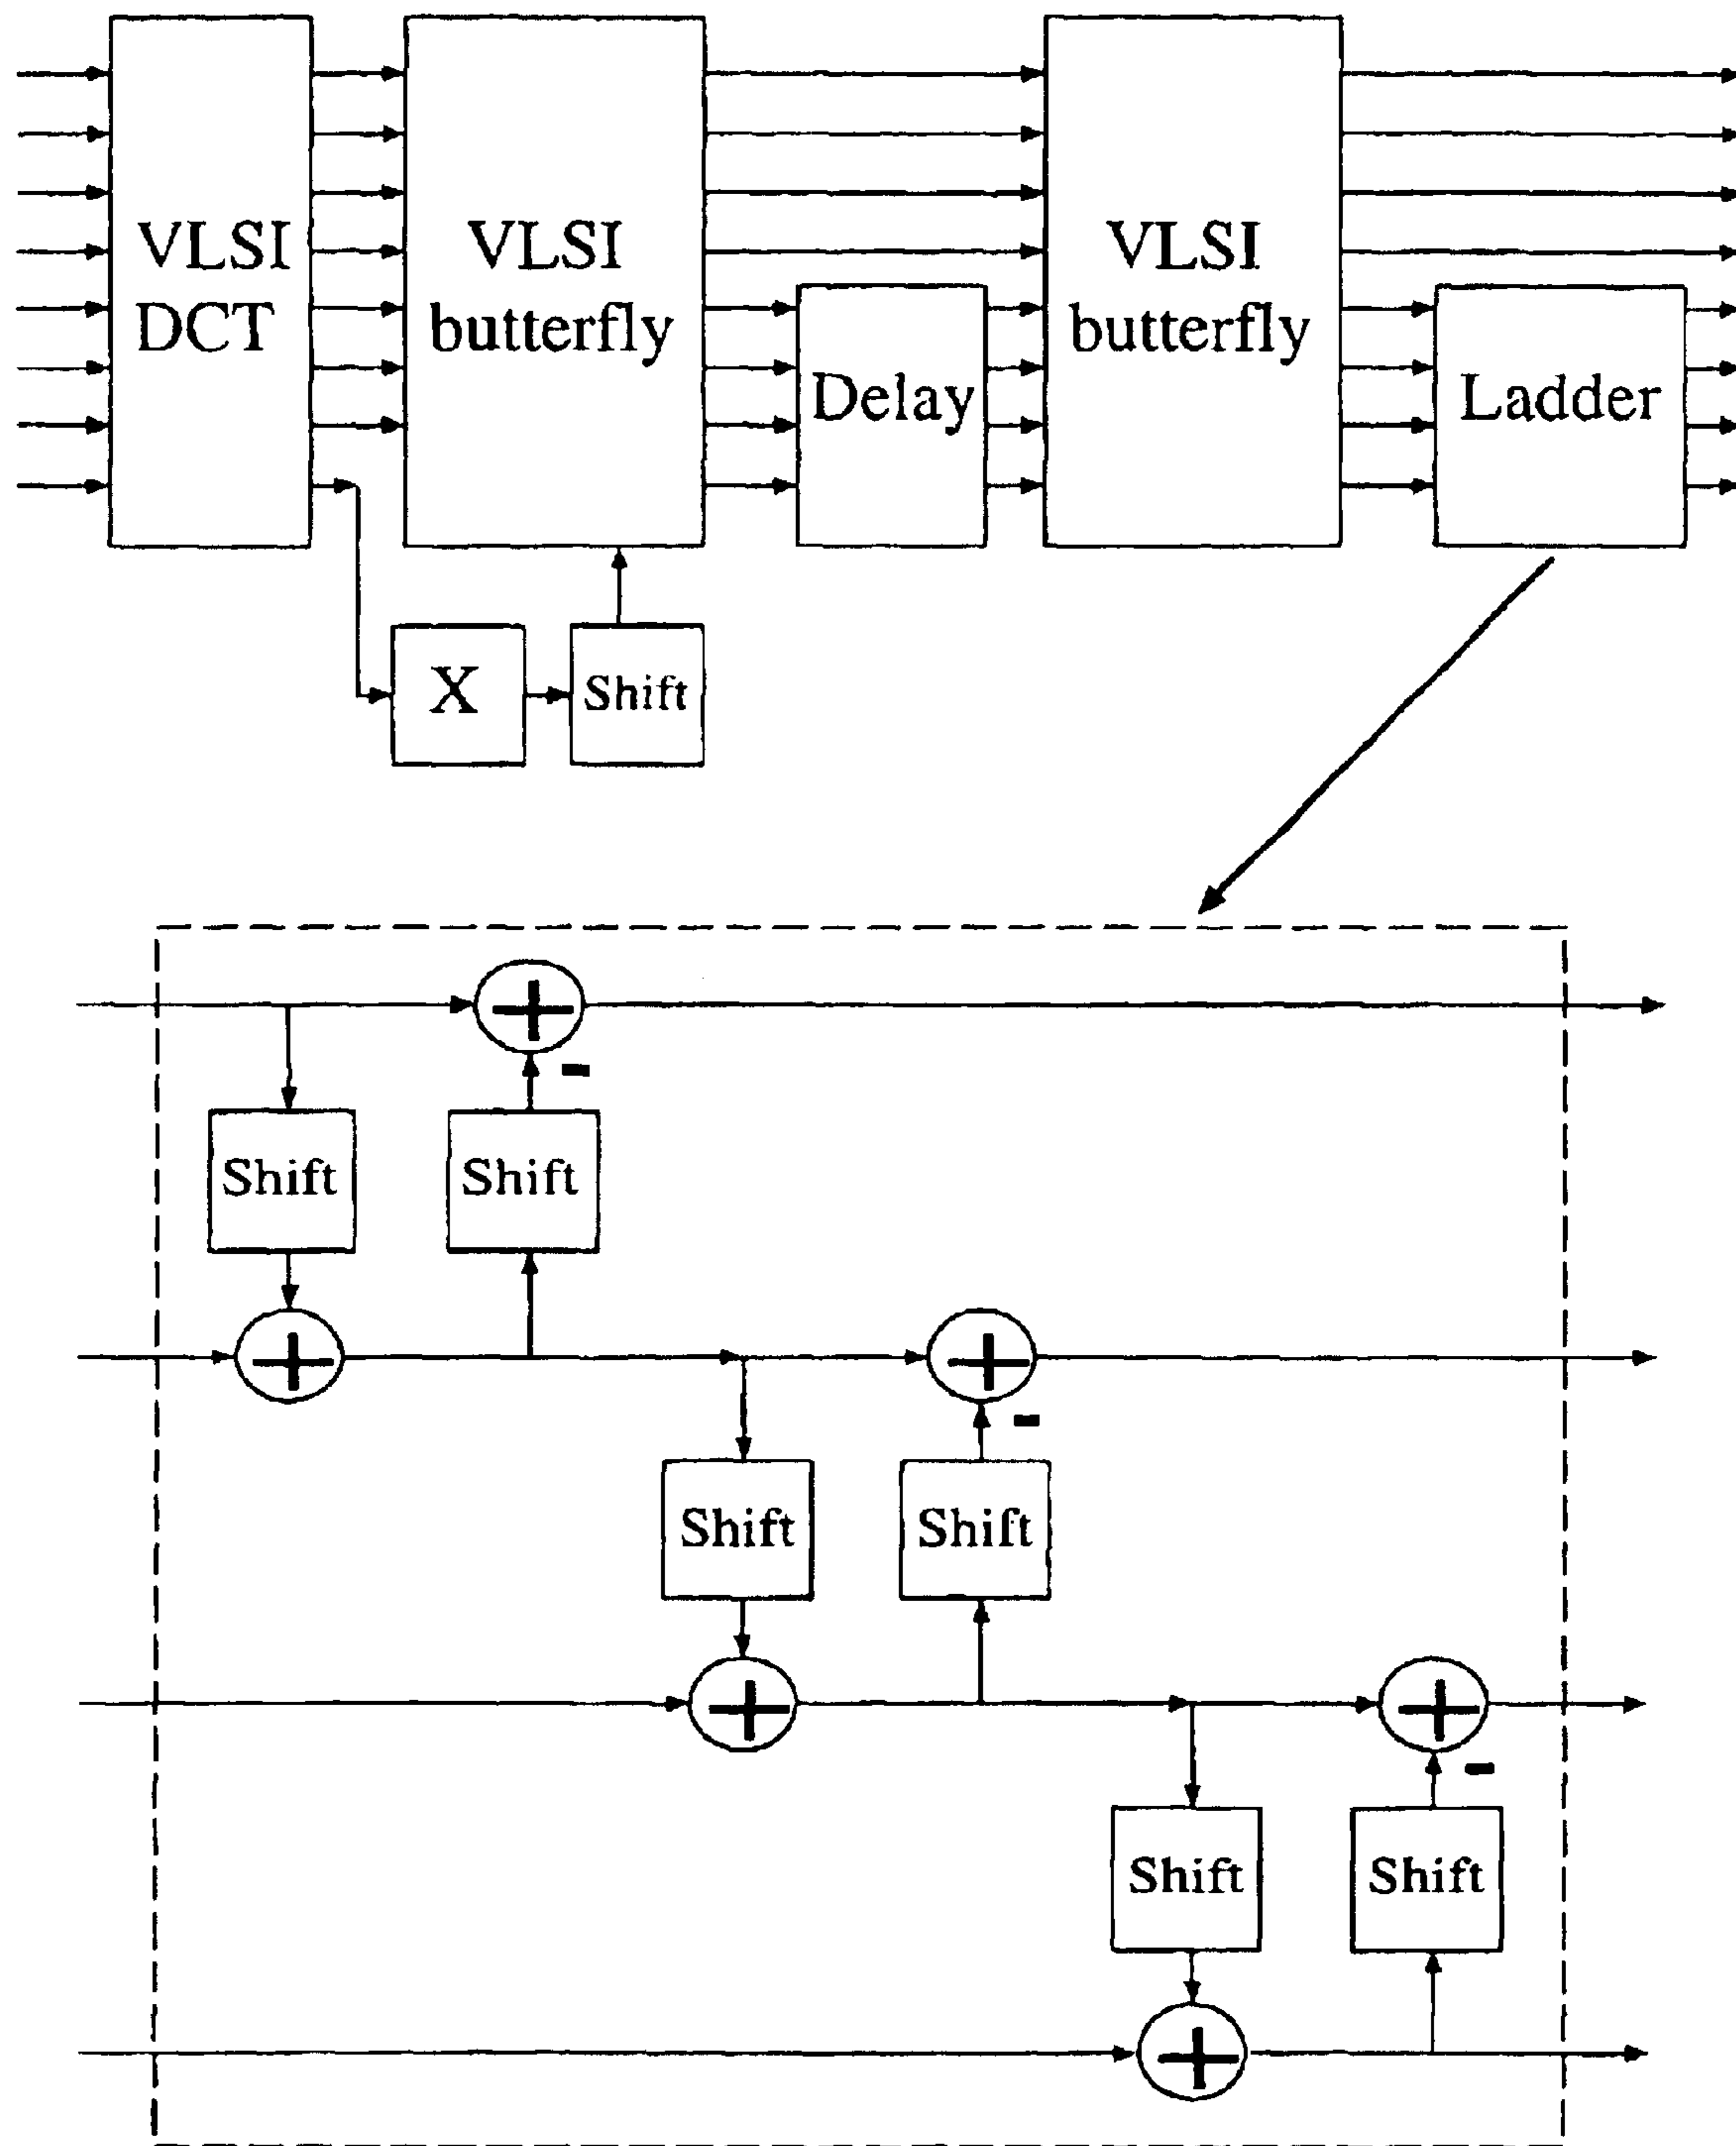 VLSI
DCT
VLSI
butterfly
Delay
VLSI
butterfly
Ladder
X
Shift
+
-
Shift
Shift
+
+
-
Shift
Shift
+
+
-
Shift
Shift
+